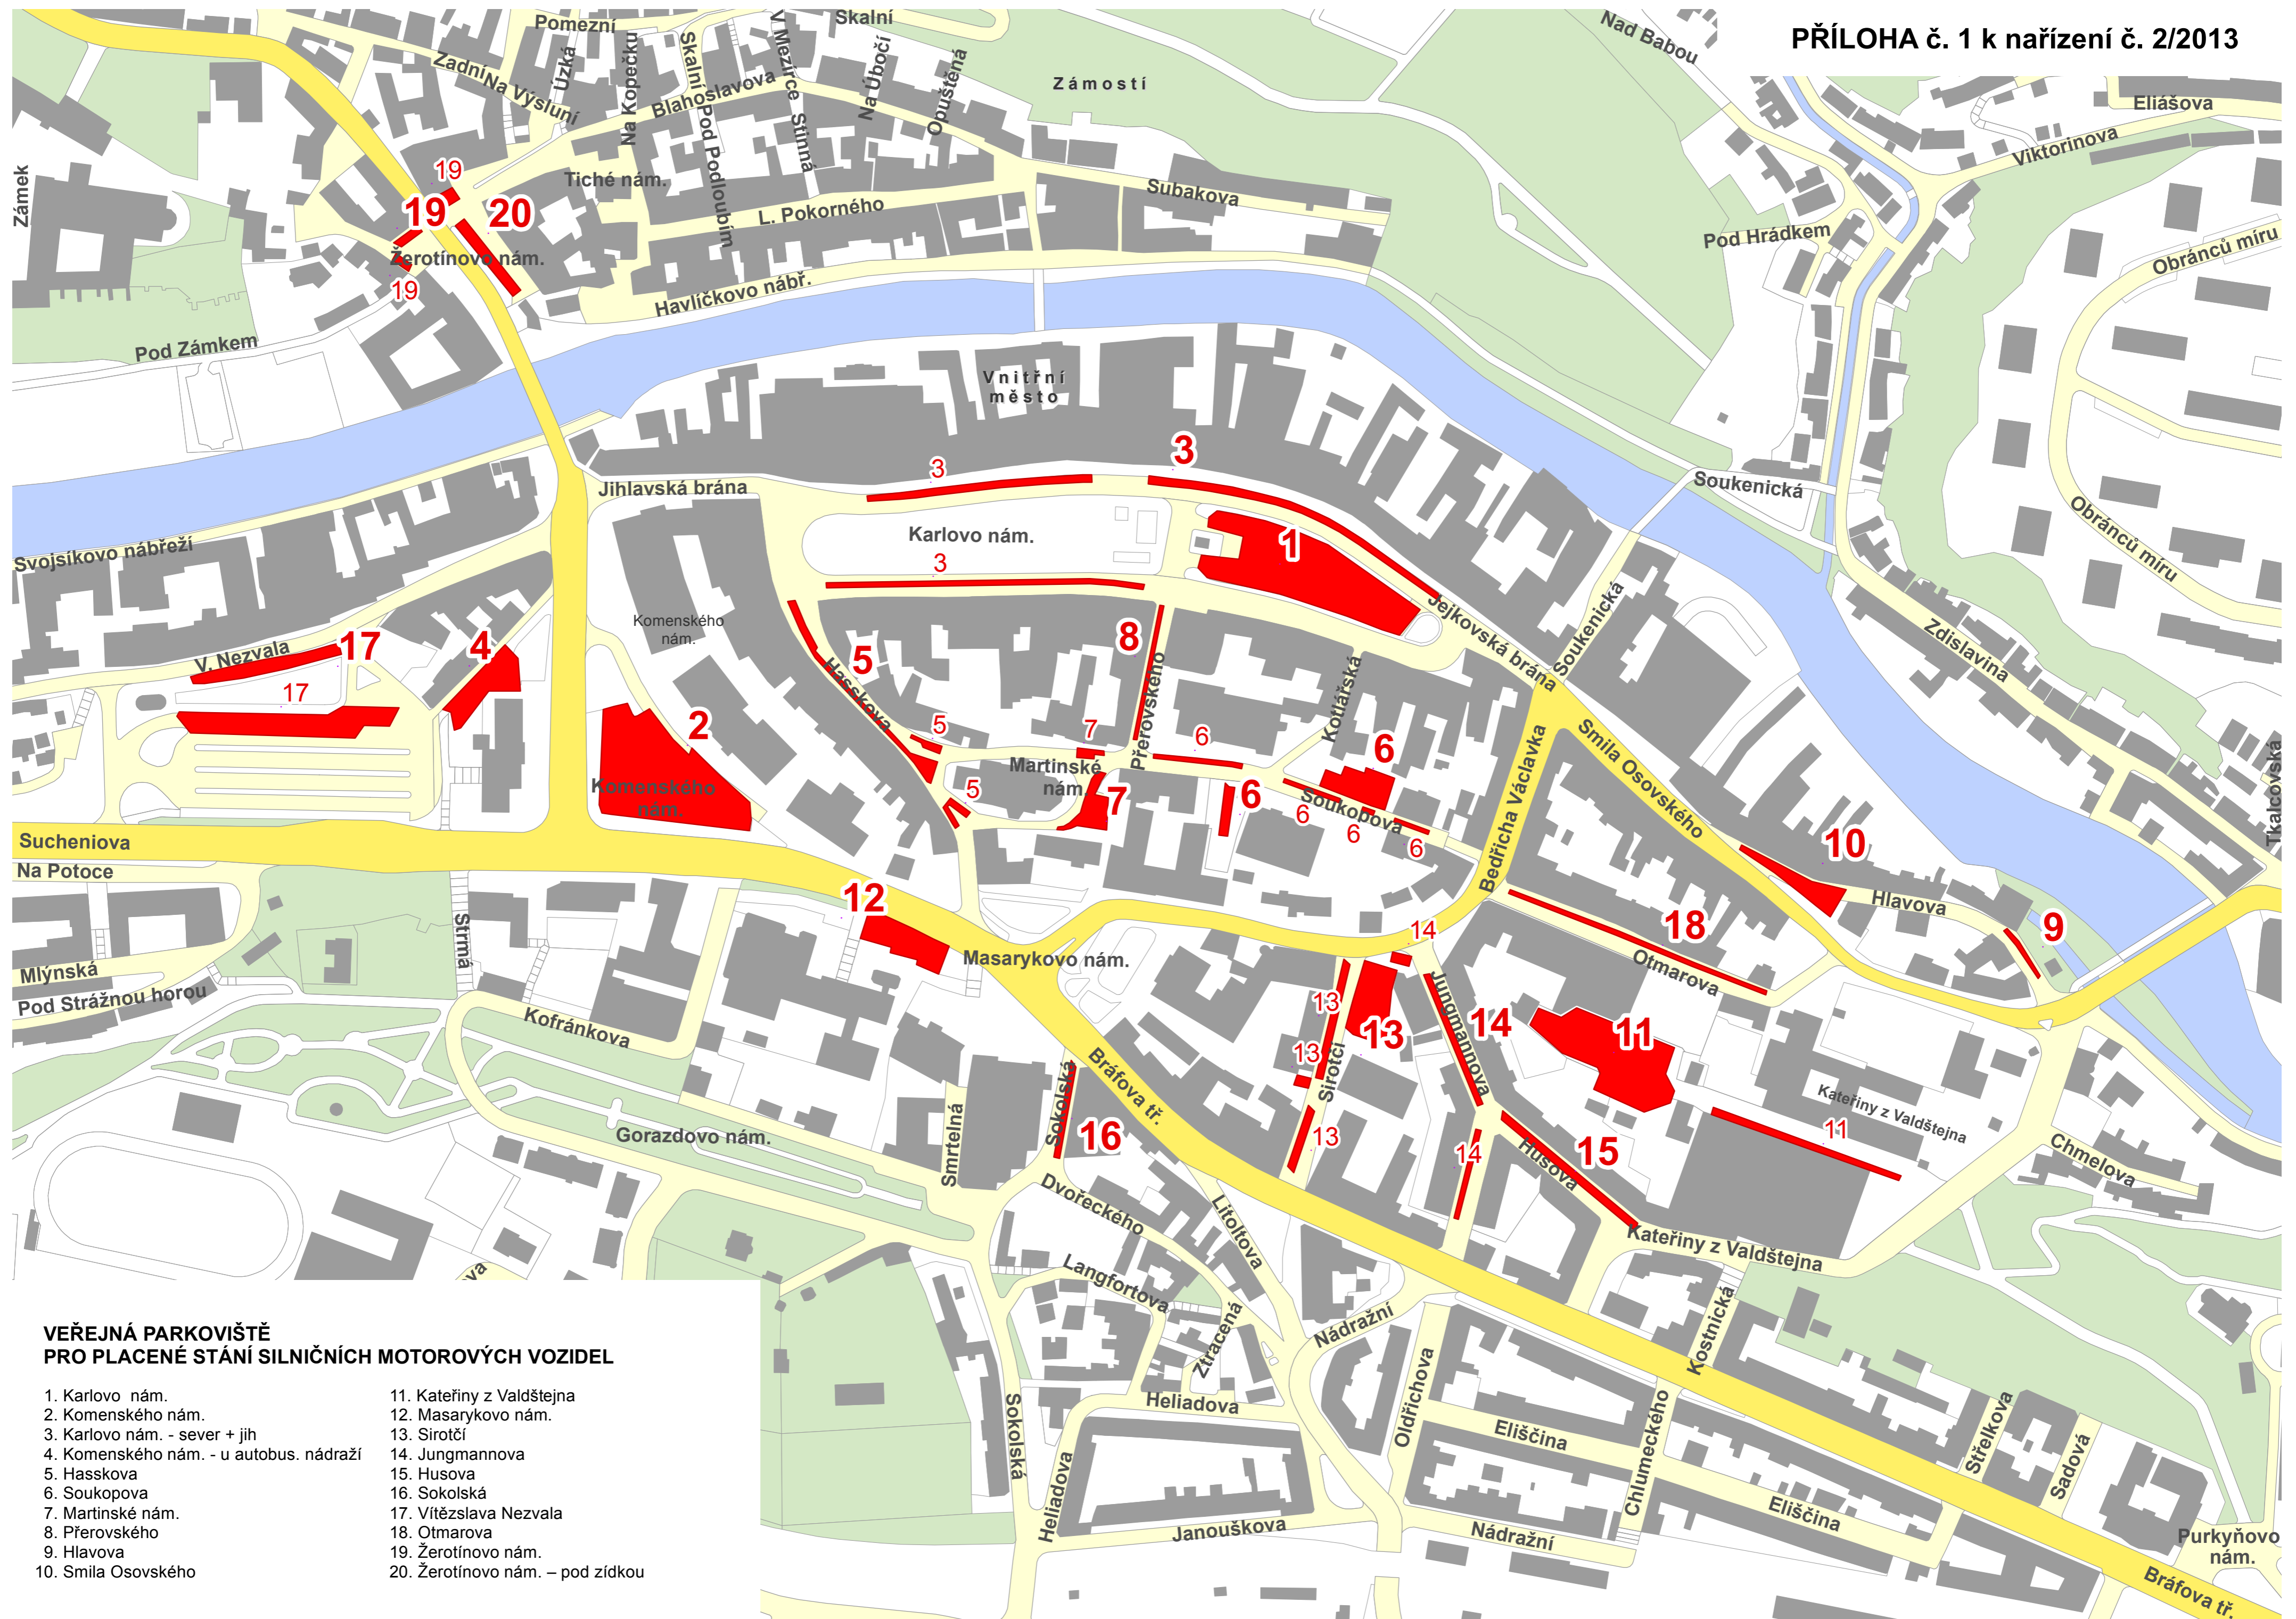 PŘÍLOHA č. 1 k nařízení č. 2/2013
Pomezní
Skalní
Nad Babou
Zadní
Na Výsluní
Úzká
Na Kopečku
Skalní
V Mezírce
Blahoslavova
Na Úbočí
Opuštěná
Zámostí
Eliášova
Viktorinova
Stinná
Pod Podloubím
Zámek
19
19
20
Tiché nám.
L. Pokorného
Subakova
Pod Hrádkem
Obránců míru
Žerotínovo nám.
19
Havlíčkovo nábř.
Pod Zámkem
Vnitřní
město
3
3
Jihlavská brána
Soukenická
Karlovo nám.
1
Obránců míru
Svojsíkovo nábřeží
3
Jejkovská brána
Soukenická
Komenského
nám.
Zdislavina
V. Nezvala
17
4
5
8
17
Hasskova
Přerovského
Kotlářská
2
5
7
6
6
Smila Osovského
Bedřicha Václavka
Martinské
nám.
Tkalcovská
Komenského
nám.
5
7
6
Soukopova
6
6
6
Sucheniova
10
Na Potoce
Hlavova
12
18
9
14
Strmá
Masarykovo nám.
Otmarova
Mlýnská
Pod Strážnou horou
13
Jungmannova
14
11
13
Kofránkova
13
Sirotčí
Bráfova tř.
Kateřiny z Valdštejna
Sokolská
16
Smrtelná
Gorazdovo nám.
13
14
Husova
15
11
Chmelova
Dvořeckého
Litoltova
Kateřiny z Valdštejna
Langfortova
Ztracená
Nádražní
Kostnická
ova
Oldřichova
Sokolská
Heliadova
Heliadova
Eliščina
Chlumeckého
Střelkova
Sadová
Eliščina
Janouškova
Nádražní
Purkyňovo
nám.
Bráfova tř.
VEŘEJNÁ PARKOVIŠTĚ
PRO PLACENÉ STÁNÍ SILNIČNÍCH MOTOROVÝCH VOZIDEL
1. Karlovo nám.
2. Komenského nám.
3. Karlovo nám. - sever + jih
4. Komenského nám. - u autobus. nádraží
5. Hasskova
6. Soukopova
7. Martinské nám.
8. Přerovského
9. Hlavova
10. Smila Osovského
11. Kateřiny z Valdštejna
12. Masarykovo nám.
13. Sirotčí
14. Jungmannova
15. Husova
16. Sokolská
17. Vítězslava Nezvala
18. Otmarova
19. Žerotínovo nám.
20. Žerotínovo nám. – pod zídkou